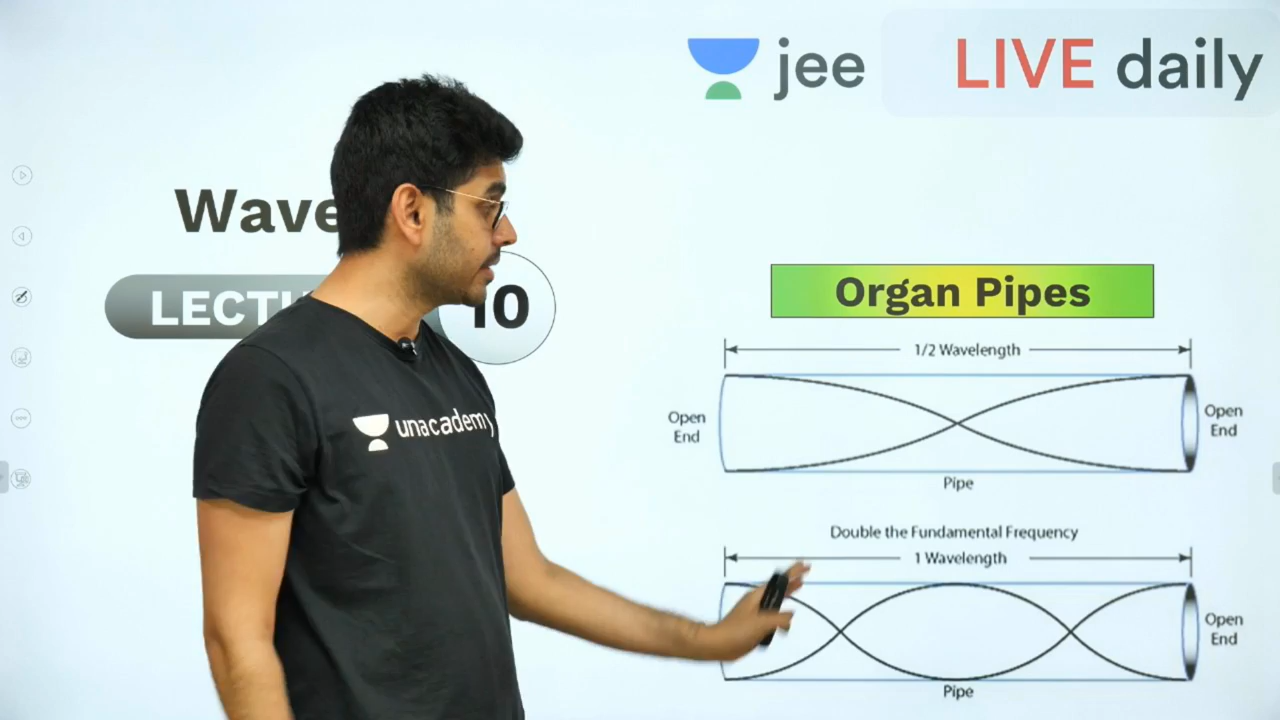 jee LIVE daily
Wave
LECTU 10
Organ Pipes
1/2 Wavelength
Open
End
Open
End
Pipe
unacademy
Double the Fundamental Frequency
1 Wavelength
Open
End
Pipe